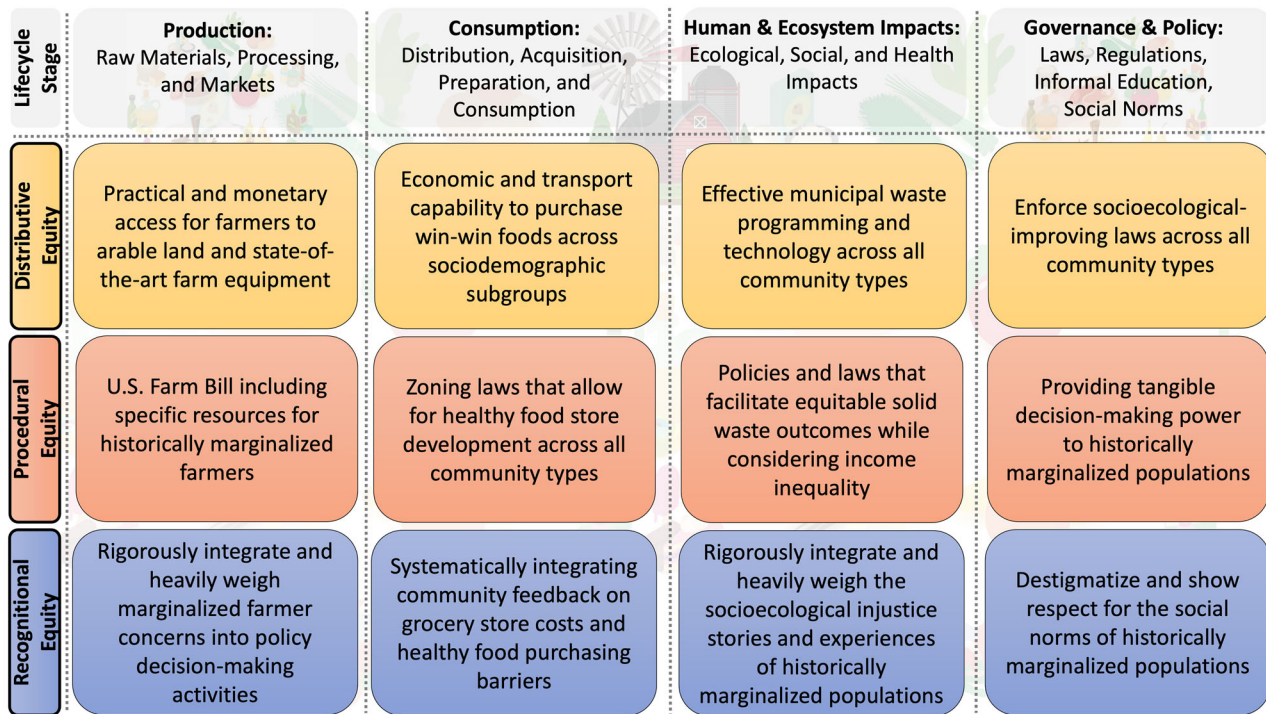 Lifecycle
Stage
Production:
Raw Materials, Processing,
and Markets
Consumption:
Distribution, Acquisition,
Preparation, and
Consumption
Human & Ecosystem Impacts:
Ecological, Social, and Health
Impacts
Governance & Policy:
Laws, Regulations,
Informal Education,
Social Norms
Distributive
Equity
Practical and monetary
access for farmers to
arable land and state-of-
the-art farm equipment
Economic and transport
capability to purchase
win-win foods across
sociodemographic
subgroups
Effective municipal waste
programming and
technology across all
community types
Enforce socioecological-
improving laws across all
community types
Procedural
Equity
U.S. Farm Bill including
specific resources for
historically marginalized
farmers
Zoning laws that allow
for healthy food store
development across all
community types
Policies and laws that
facilitate equitable solid
waste outcomes while
considering income
inequality
Providing tangible
decision-making power
to historically
marginalized populations
Recognitional
Equity
Rigorously integrate and
heavily weigh
marginalized farmer
concerns into policy
decision-making
activities
Systematically integrating
community feedback on
grocery store costs and
healthy food purchasing
barriers
Rigorously integrate and
heavily weigh the
socioecological injustice
stories and experiences
of historically
marginalized populations
Destigmatize and show
respect for the social
norms of historically
marginalized populations